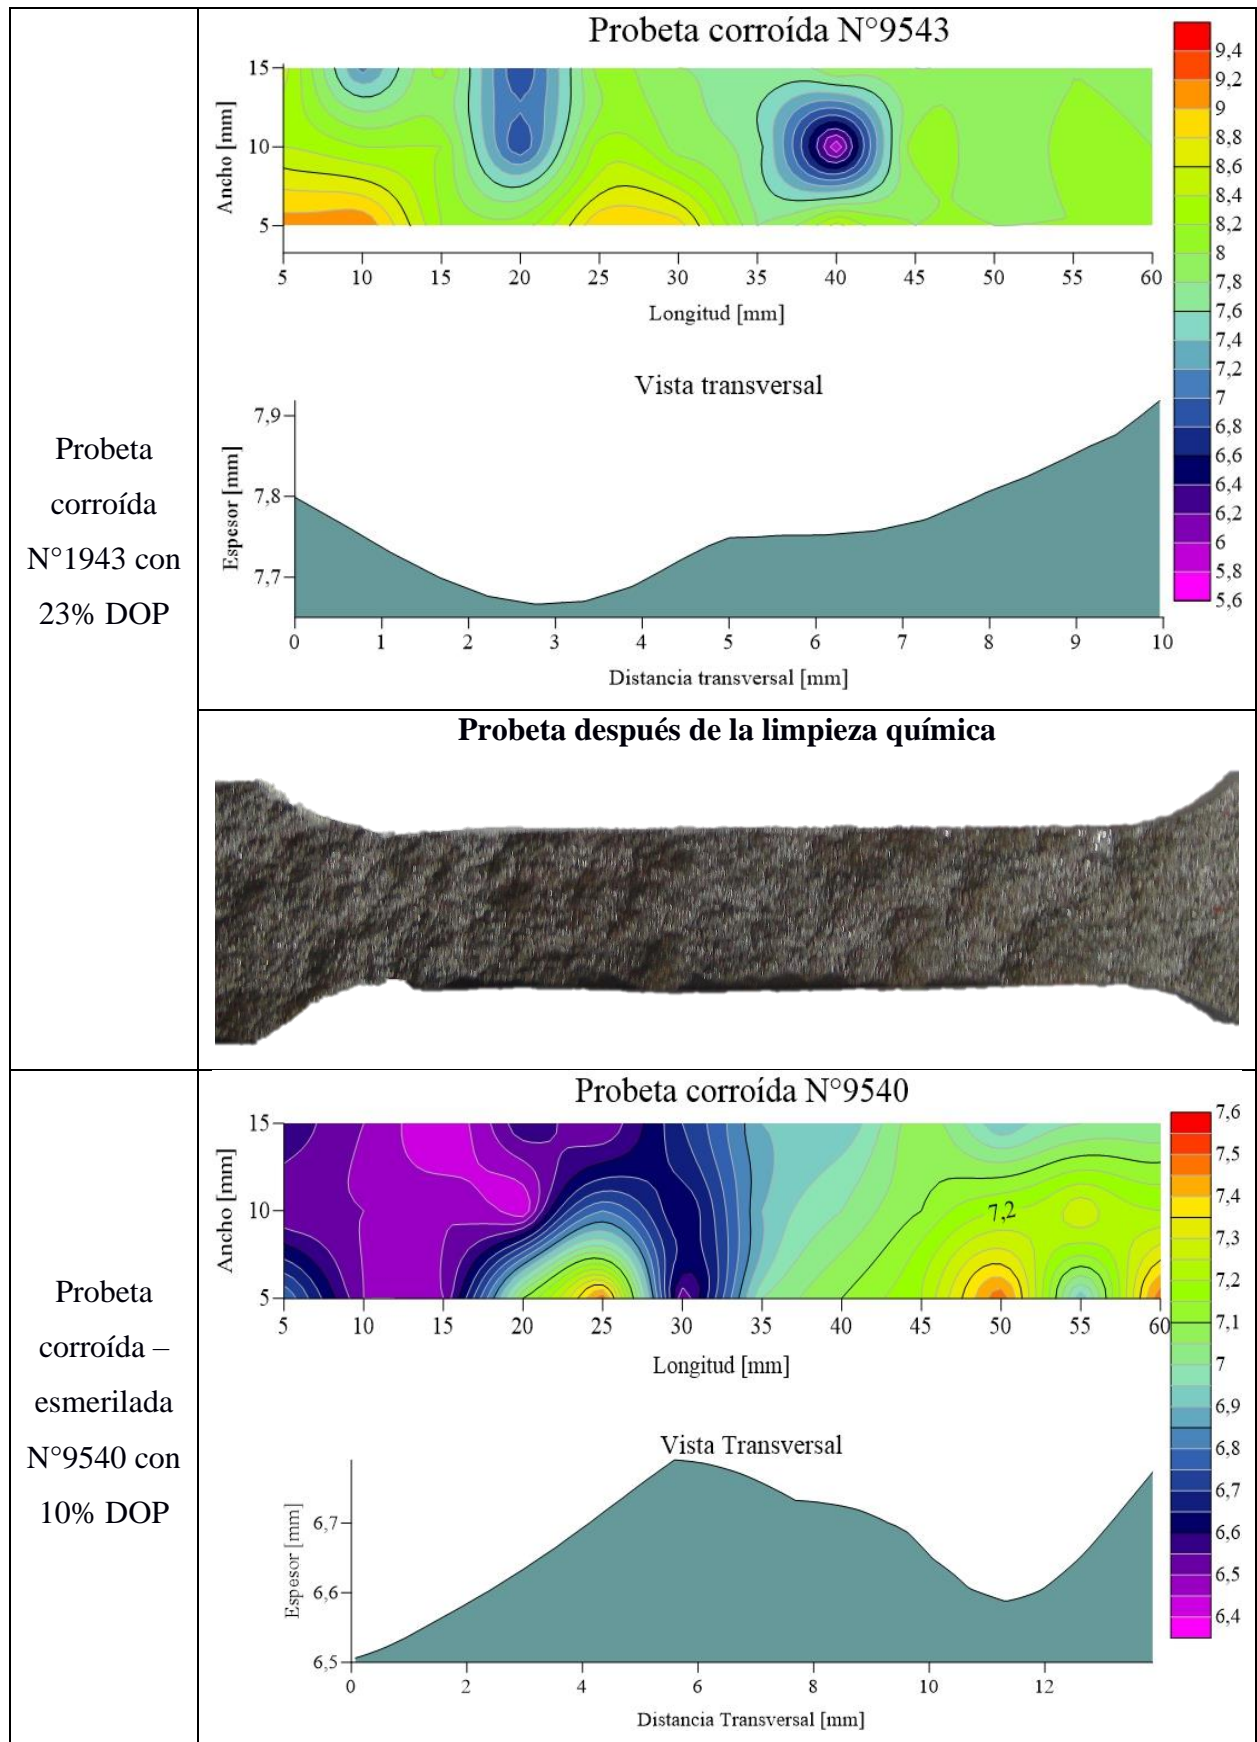 Probeta
corroída
N°1943 con
23% DOP
Probeta corroída N°9543
Ancho [mm]
15
10
5
5 10 15 20 25 30 35 40 45 50 55 60
Longitud [mm]
9,4
9,2
9
8,8
8,6
8,4
8,2
8
7,8
7,6
7,4
7,2
7
6,8
6,6
6,4
6,2
6
5,8
5,6
Vista transversal
Espesor [mm]
7,9
7,8
7,7
0 1 2 3 4 5 6 7 8 9 10
Distancia transversal [mm]
Probeta después de la limpieza química
Probeta
corroída –
esmerilada
N°9540 con
10% DOP
Probeta corroída N°9540
Ancho [mm]
15
10
5
7,2
5 10 15 20 25 30 35 40 45 50 55 60
Longitud [mm]
7,6
7,5
7,4
7,3
7,2
7,1
7
6,9
6,8
6,7
6,6
6,5
6,4
Vista Transversal
Espesor [mm]
6,7
6,6
6,5
0 2 4 6 8 10 12
Distancia Transversal [mm]